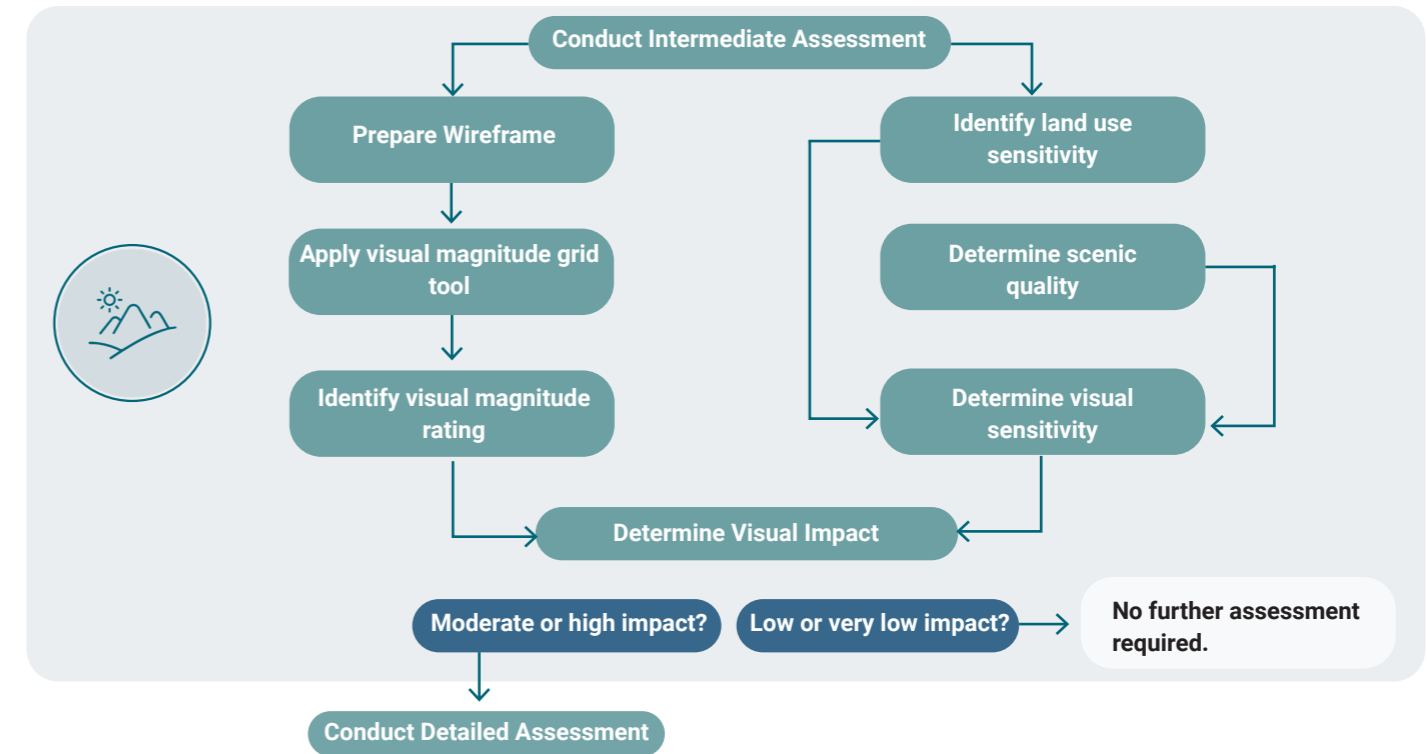 Conduct Intermediate Assessment
Prepare Wireframe
Identify land use
sensitivity
Apply visual magnitude grid
tool
Determine scenic
quality
Identify visual magnitude
rating
Determine visual
sensitivity
Determine Visual Impact
Moderate or high impact?
Low or very low impact?
No further assessment
required.
Conduct Detailed Assessment